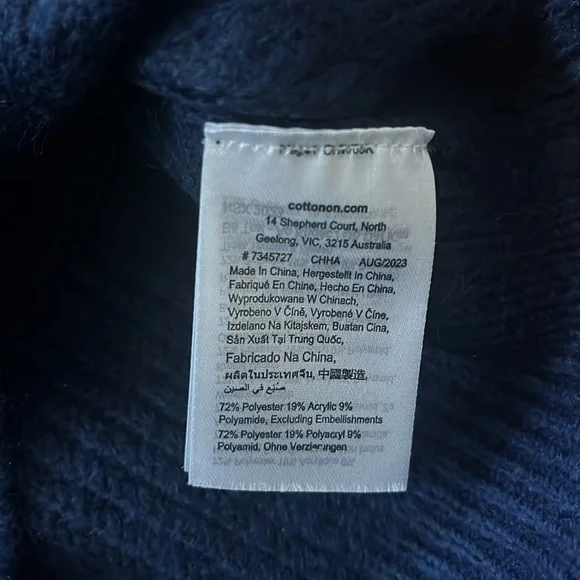 cottonon.com
14 Shepherd Court, North
Geelong, VIC, 3215 Australia
# 7345727 CHHA AUG/2023
Made In China, Hergestellt In China,
Fabriqué En Chine, Hecho En China,
Wyprodukowane W Chinach,
Vyrobeno V Číně, Vyrobené V Číne,
Izdelano Na Kitajskem, Buatan Cina,
Sản Xuất Tại Trung Quốc,
Fabricado Na China,
ผลิตในประเทศจีน, 中國製造,
صُنِع في الصين
72% Polyester 19% Acrylic 9%
Polyamide, Excluding Embellishments
72% Polyester 19% Polyacryl 9%
Polyamid, Ohne Verzierungen